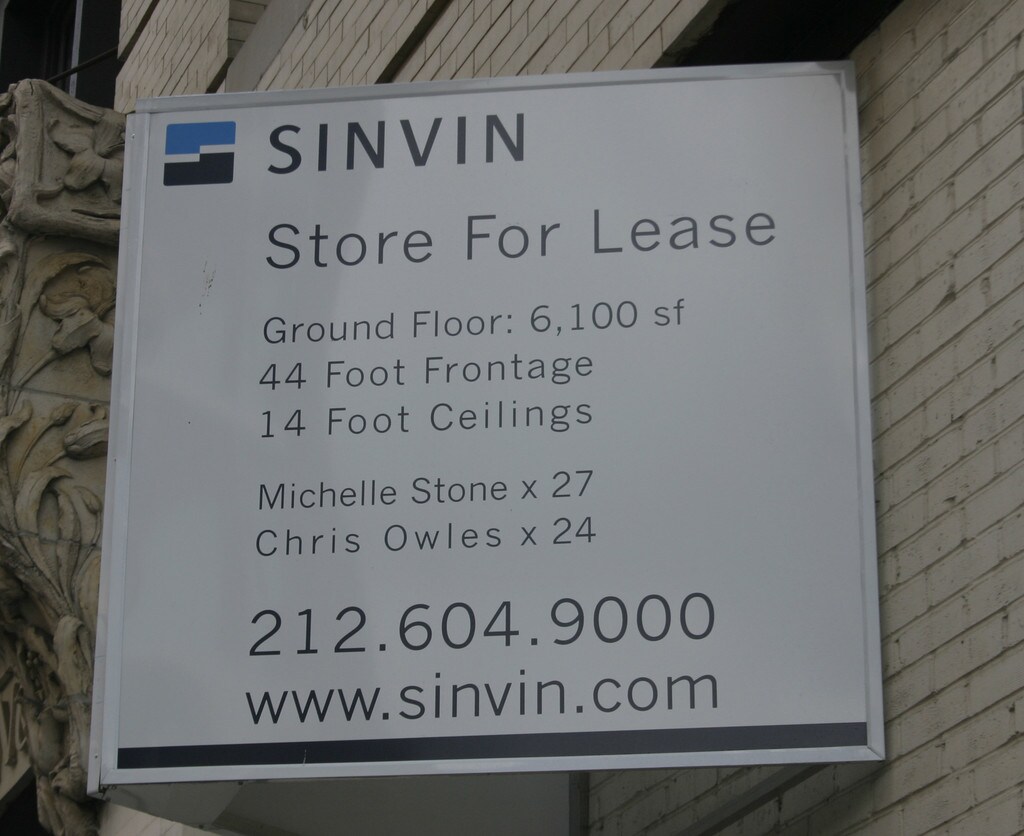 SINVIN
Store For Lease
Ground Floor: 6,100 sf
44 Foot Frontage
14 Foot Ceilings
Michelle Stone x 27
Chris Owles x 24
212.604.9000
www.sinvin.com